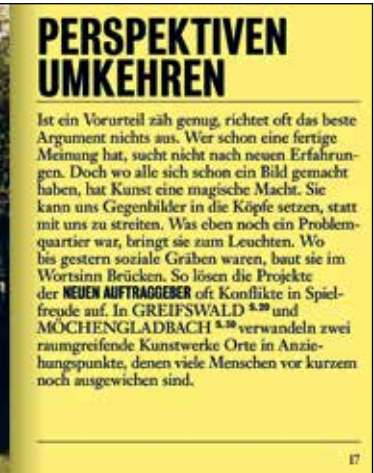 PERSPEKTIVEN
UMKEHREN
Ist ein Vorurteil zäh genug, richtet oft das beste
Argument nichts aus. Wer schon eine fertige
Meinung hat, sucht nicht nach neuen Erfahrun-
gen. Doch wo alle sich schon ein Bild gemacht
haben, hat Kunst eine magische Macht. Sie
kann uns Gegenbilder in die Köpfe setzen, statt
mit uns zu streiten. Was eben noch ein Problem-
quartier war, bringt sie zum Leuchten. Wo
bis gestern soziale Gräben waren, baut sie im
Wortsinn Brücken. So lösen die Projekte
der NEUEN AUFTRAGGEBER oft Konflikte in Spiel-
freude auf. In GREIFSWALD S.20 und
MÖCHENGLADBACH S.50 verwandeln zwei
raumgreifende Kunstwerke Orte in Anzie-
hungspunkte, denen viele Menschen vor kurzem
noch ausgewichen sind.
17